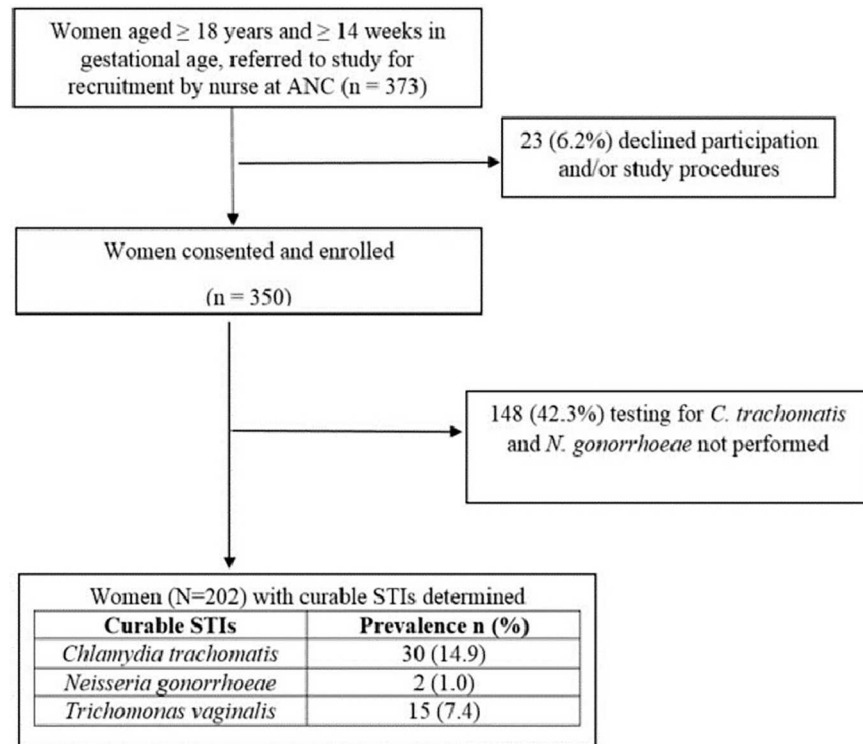 Women aged ≥ 18 years and ≥ 14 weeks in
gestational age, referred to study for
recruitment by nurse at ANC (n = 373)
23 (6.2%) declined participation
and/or study procedures
Women consented and enrolled
(n = 350)
148 (42.3%) testing for C. trachomatis
and N. gonorrhoeae not performed
Women (N=202) with curable STIs determined
Curable STIs Prevalence n (%)
Chlamydia trachomatis 30 (14.9)
Neisseria gonorrhoeae 2 (1.0)
Trichomonas vaginalis 15 (7.4)